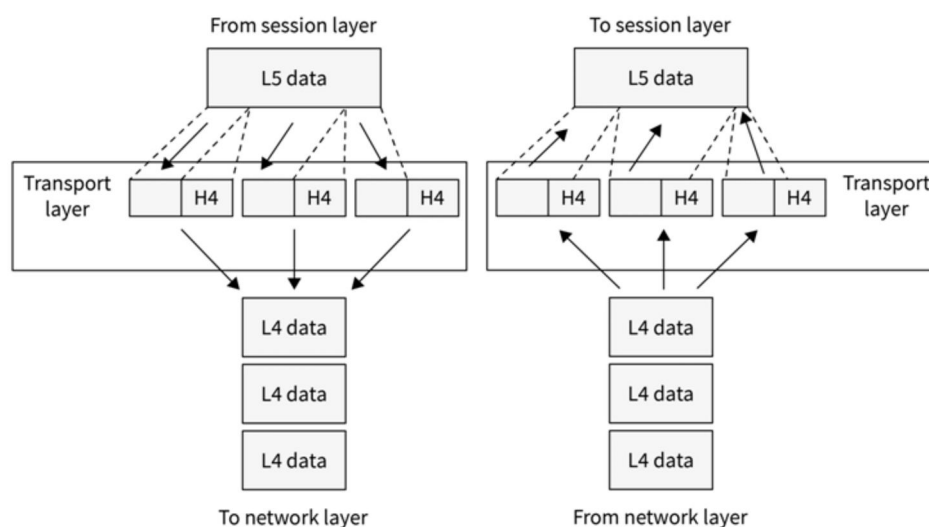 From session layer
To session layer
L5 data
L5 data
Transport
layer
H4
H4
H4
H4
H4
H4
Transport
layer
L4 data
L4 data
L4 data
L4 data
L4 data
L4 data
To network layer
From network layer